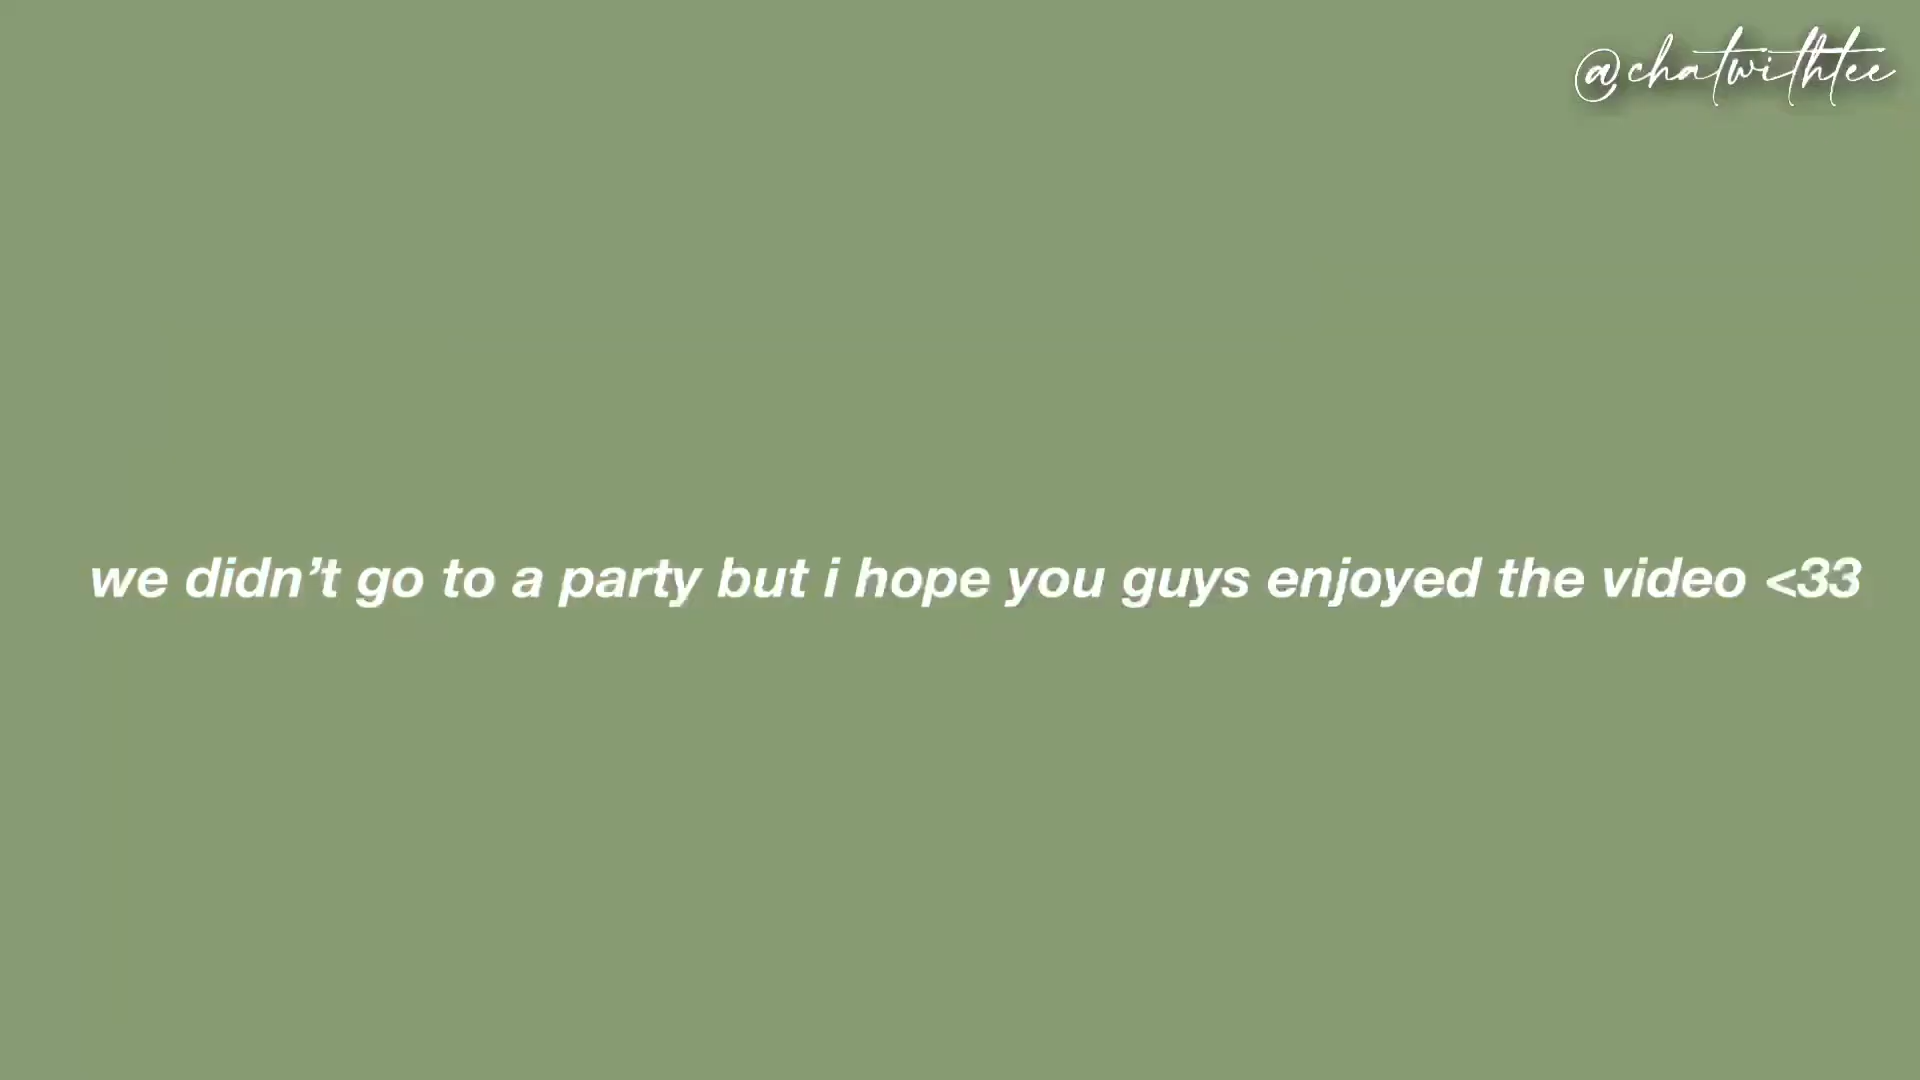 @chatwithtee
we didn’t go to a party but i hope you guys enjoyed the video <33